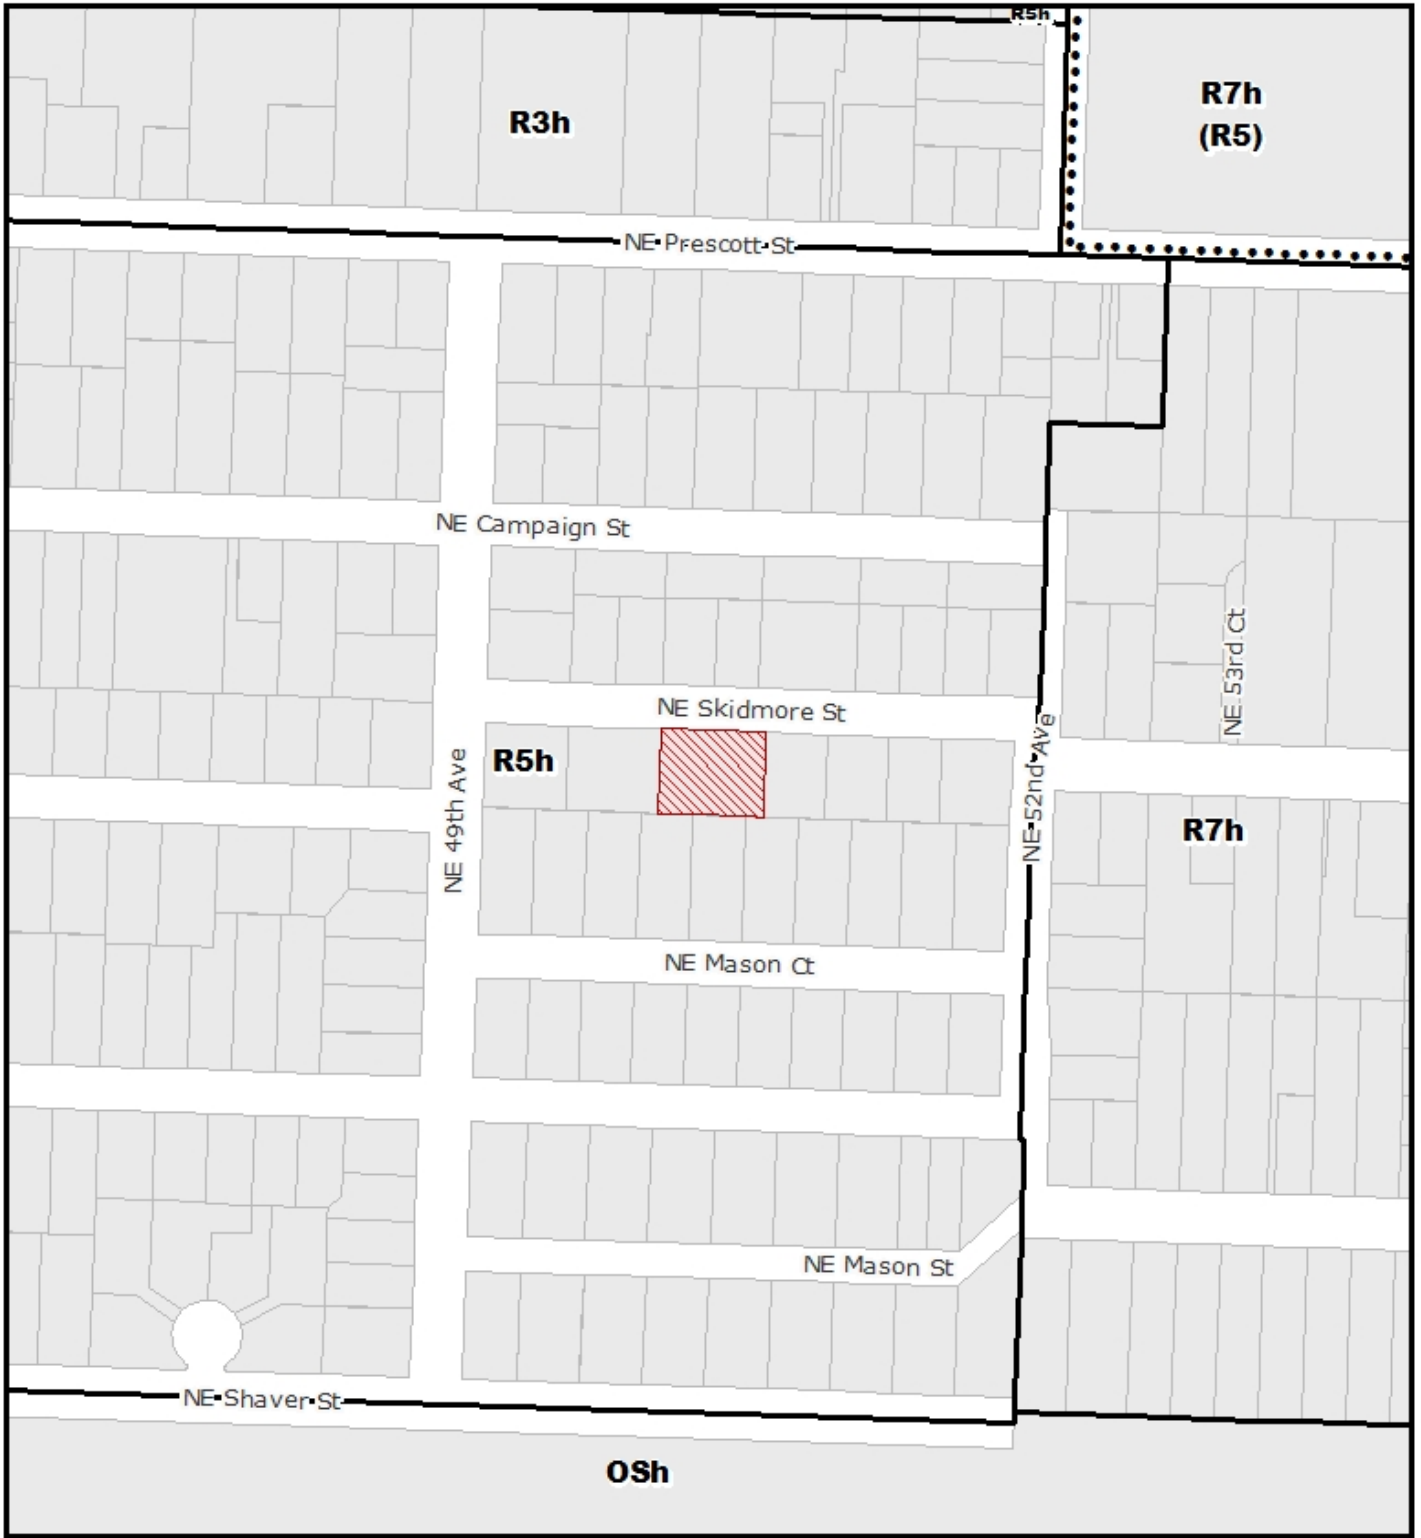 R5h
R7h
(R5)
R3h
NE Prescott St
NE Campaign St
NE 53rd Ct
NE Skidmore St
R5h
NE 49th Ave
NE 52nd Ave
R7h
NE Mason Ct
NE Mason St
NE Shaver St
OSh